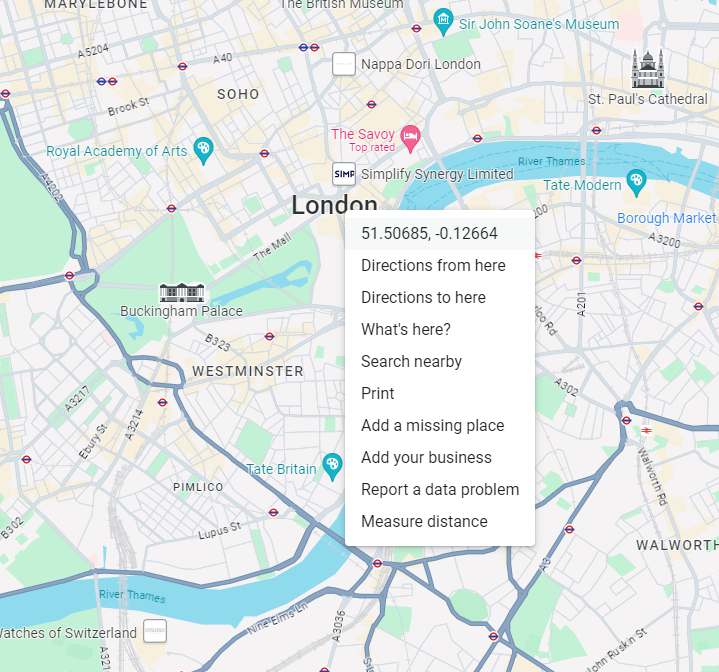 MARYLEBONE
The British Museum
Sir John Soane's Museum
A5204
A40
Nappa Dori London
SOHO
Brook St
St. Paul's Cathedral
The Savoy
Top rated
Royal Academy of Arts
River Thames
A4202
SIMP
Simplify Synergy Limited
Tate Modern
London
Borough Market
200
A3200
51.50685, -0.12664
The Mall
Directions from here
Directions to here
A201
Buckingham Palace
What's here?
B323
Search nearby
WESTMINSTER
A302
Print
A3217
A3214
Add a missing place
Ebury St
Add your business
Tate Britain
Walworth Rd
PIMLICO
Report a data problem
Measure distance
B302
Lupus St
WALWORTH
A3
River Thames
Nine Elms Ln
A3036
Watches of Switzerland
A321
Ruskin St